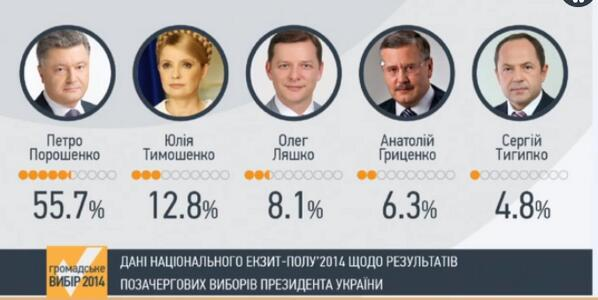 Петро
Порошенко
Юлія
Тимошенко
Олег
Ляшко
Анатолій
Гриценко
Сергій
Тигипко
55.7%
12.8%
8.1%
6.3%
4.8%
громадське
ВИБІР 2014
ДАНІ НАЦІОНАЛЬНОГО ЕКЗИТ-ПОЛУ'2014 ЩОДО РЕЗУЛЬТАТІВ
ПОЗАЧЕРГОВИХ ВИБОРІВ ПРЕЗИДЕНТА УКРАЇНИ